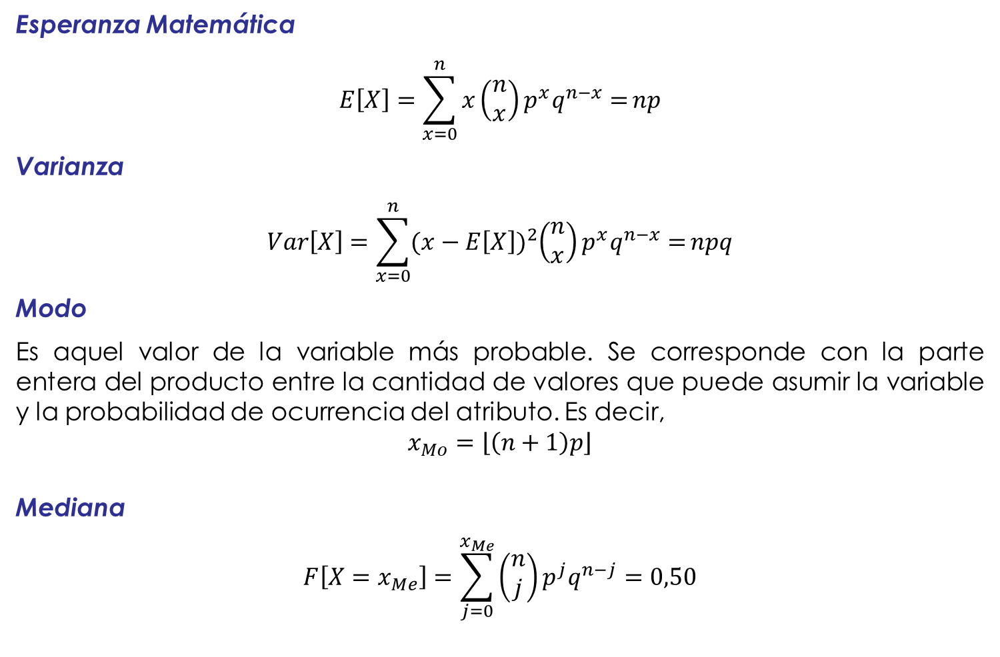 Esperanza Matemática
E[X] = \sum_{x=0}^{n} x \binom{n}{x} p^x q^{n-x} = np
Varianza
Var[X] = \sum_{x=0}^{n} (x - E[X])^2 \binom{n}{x} p^x q^{n-x} = npq
Modo
Es aquel valor de la variable más probable. Se corresponde con la parte
entera del producto entre la cantidad de valores que puede asumir la variable
y la probabilidad de ocurrencia del atributo. Es decir,
x_{Mo} = ⌊(n + 1)p⌋
Mediana
F[X = x_{Me}] = \sum_{j=0}^{x_{Me}} \binom{n}{j} p^j q^{n-j} = 0,50